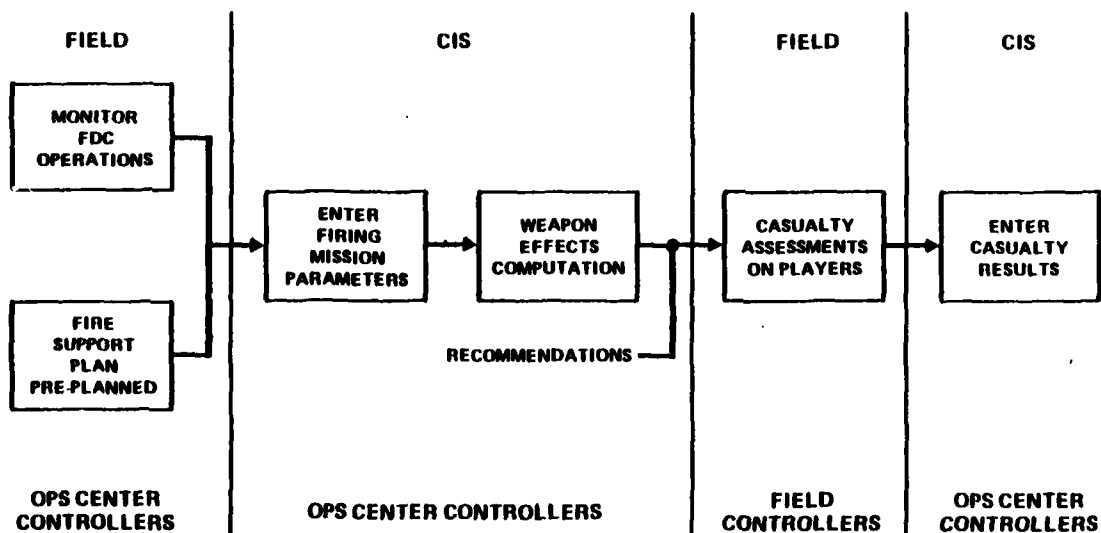 FIELD
CIS
FIELD
CIS
MONITOR
FDC
OPERATIONS
FIRE
SUPPORT
PLAN
PRE-PLANNED
ENTER
FIRING
MISSION
PARAMETERS
WEAPON
EFFECTS
COMPUTATION
RECOMMENDATIONS
CASUALTY
ASSESSMENTS
ON PLAYERS
ENTER
CASUALTY
RESULTS
OPS CENTER
CONTROLLERS
OPS CENTER CONTROLLERS
FIELD
CONTROLLERS
OPS CENTER
CONTROLLERS